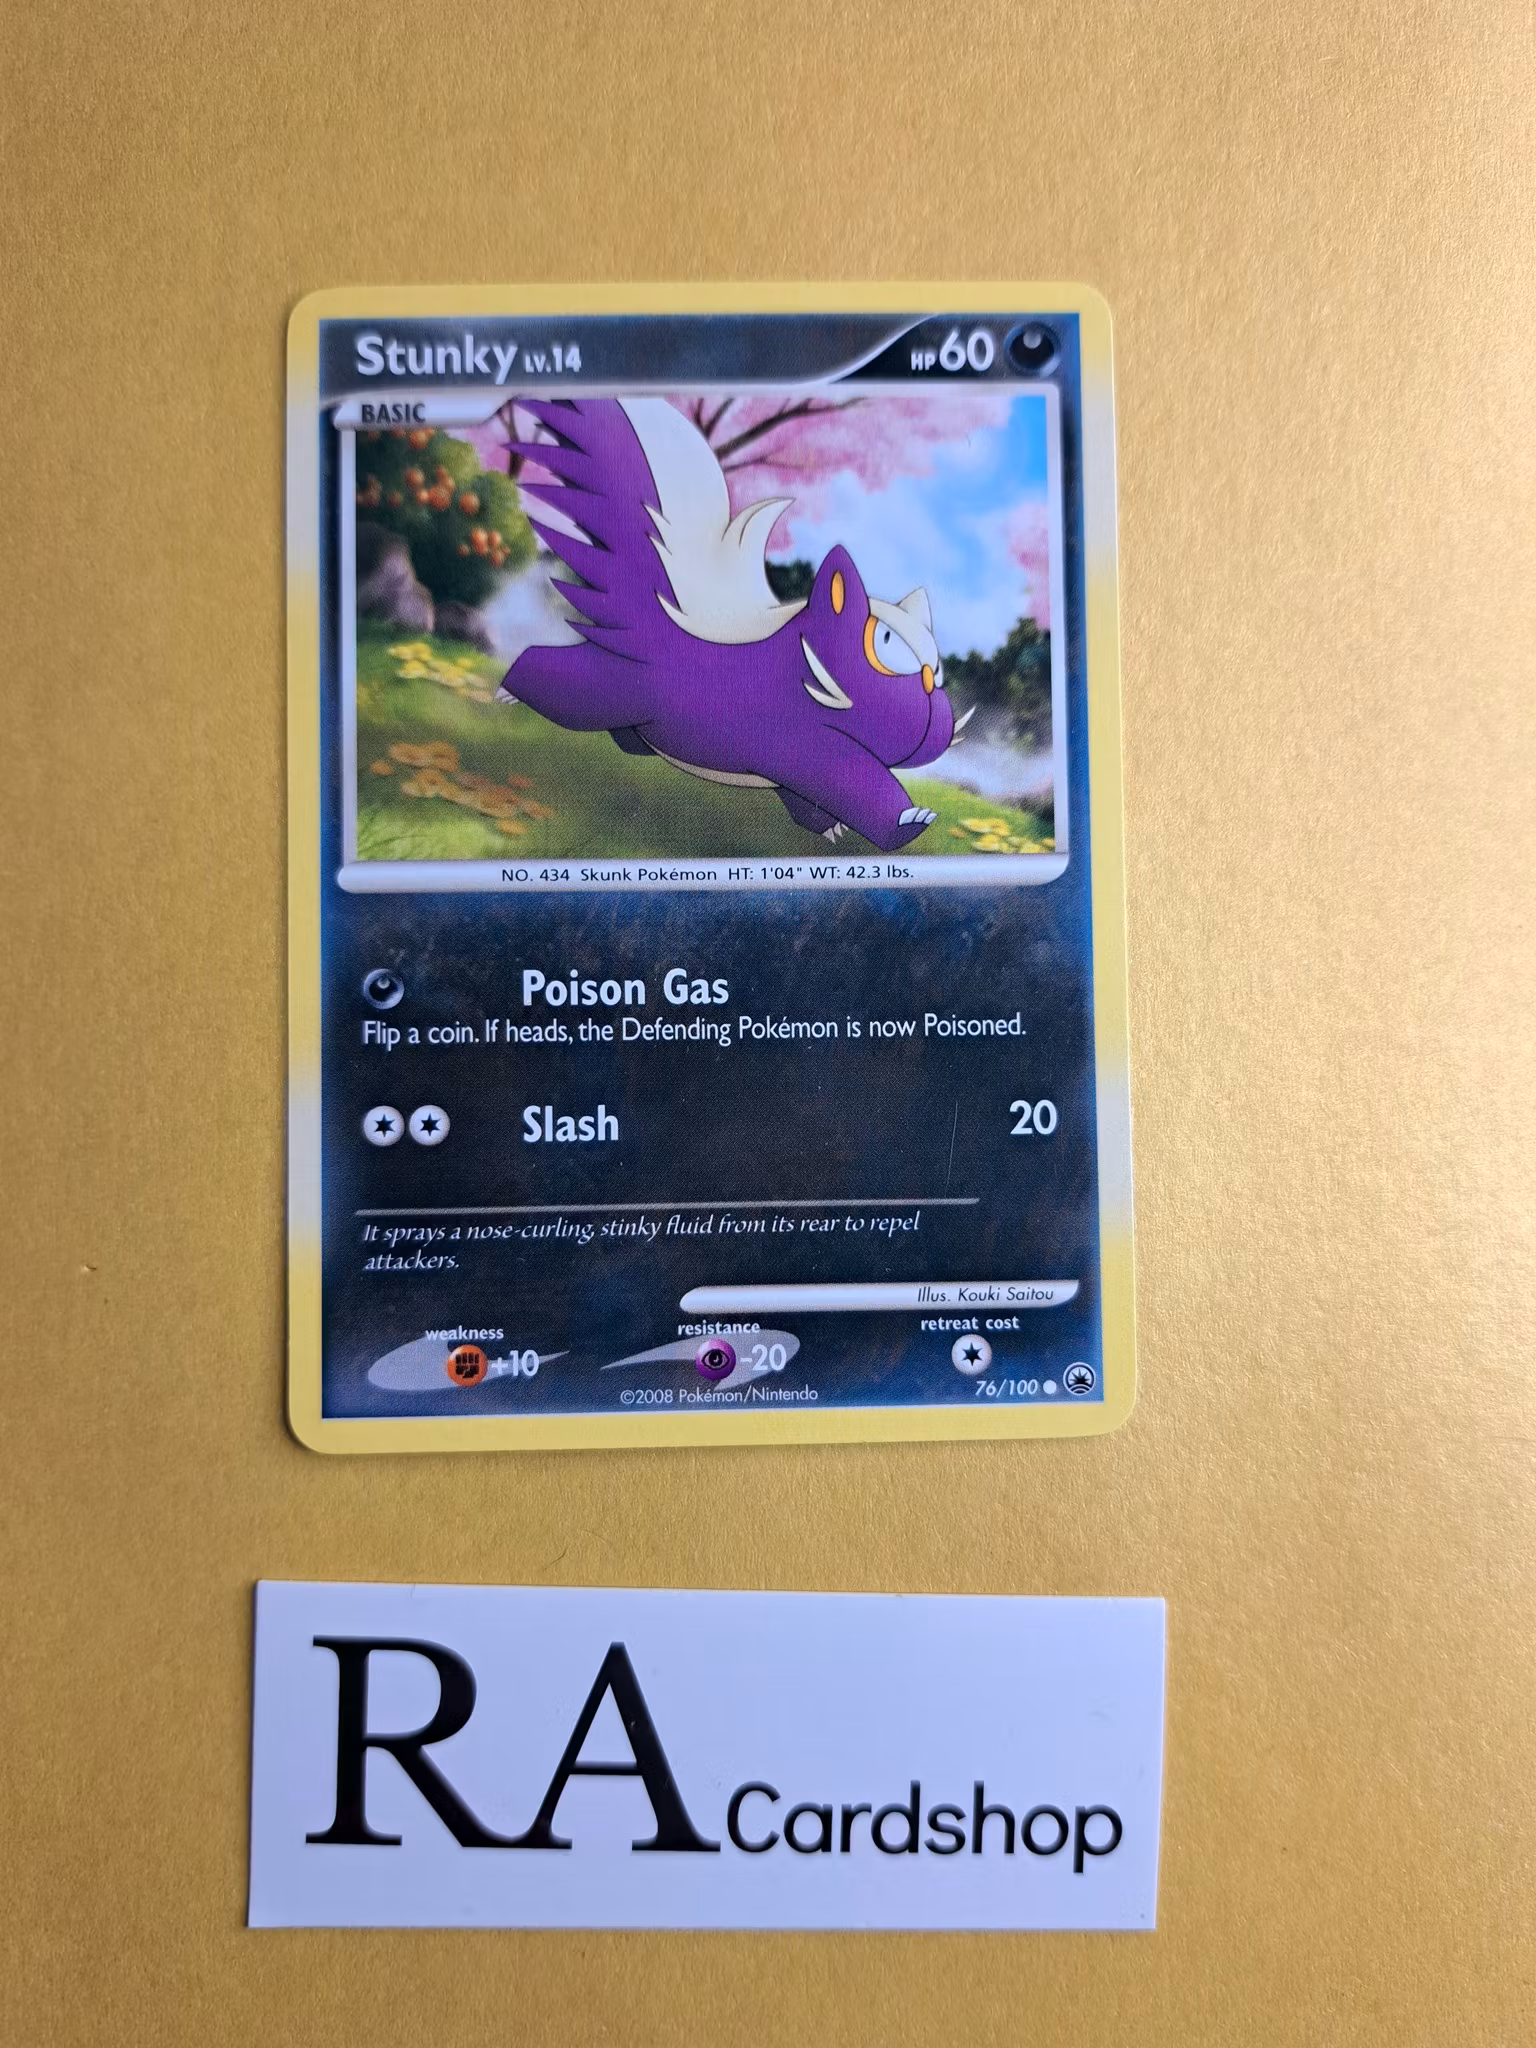 Stunky LV.14
HP 60
BASIC
NO. 434 Skunk Pokémon HT: 1'04" WT: 42.3 lbs.
Poison Gas
Flip a coin. If heads, the Defending Pokémon is now Poisoned.
Slash 20
It sprays a nose-curling, stinky fluid from its rear to repel
attackers.
Illus. Kouki Saitou
weakness resistance retreat cost
+10 -20
©2008 Pokémon/Nintendo 76/100
RA Cardshop